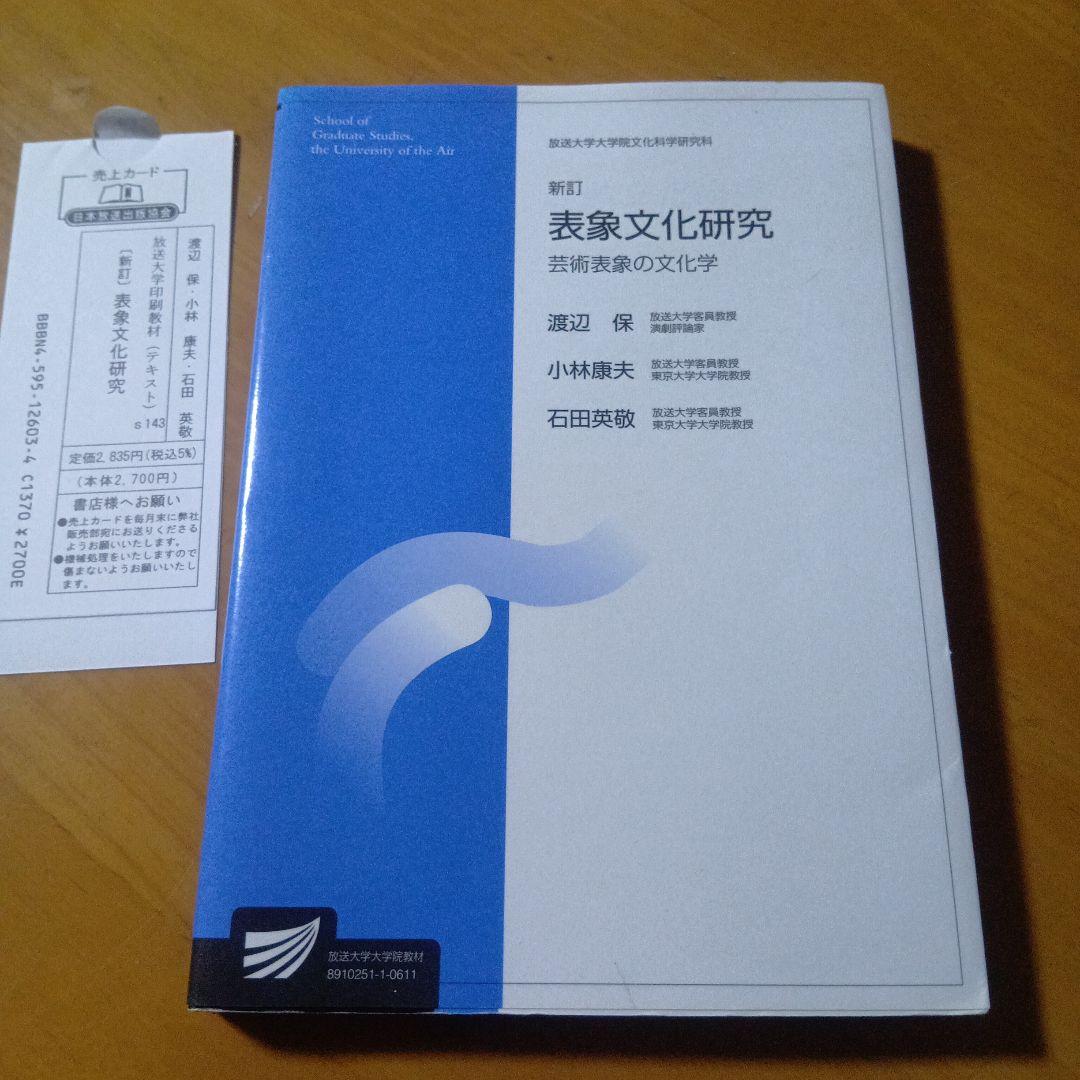 売上カード
日本放送出版協会
渡辺 保・小林 康夫・石田 英敬
放送大学印刷教材(テキスト)
〔新訂〕表象文化研究
s143
定価2,835円(税込5%)
(本体2,700円)
書店様へお願い
●売上カードを毎月末に弊社
販売部宛にお送りくださる
ようお願いいたします。
●機械処理をいたしますので
傷まないようお願いいたし
ます。
BBBN4-595-12603-4 C1370 ¥2700E
School of
Graduate Studies,
the University of the Air
放送大学大学院文化科学研究科
新訂
表象文化研究
芸術表象の文化学
渡辺 保 放送大学客員教授
演劇評論家
小林康夫 放送大学客員教授
東京大学大学院教授
石田英敬 放送大学客員教授
東京大学大学院教授
放送大学大学院教材
8910251-1-0611